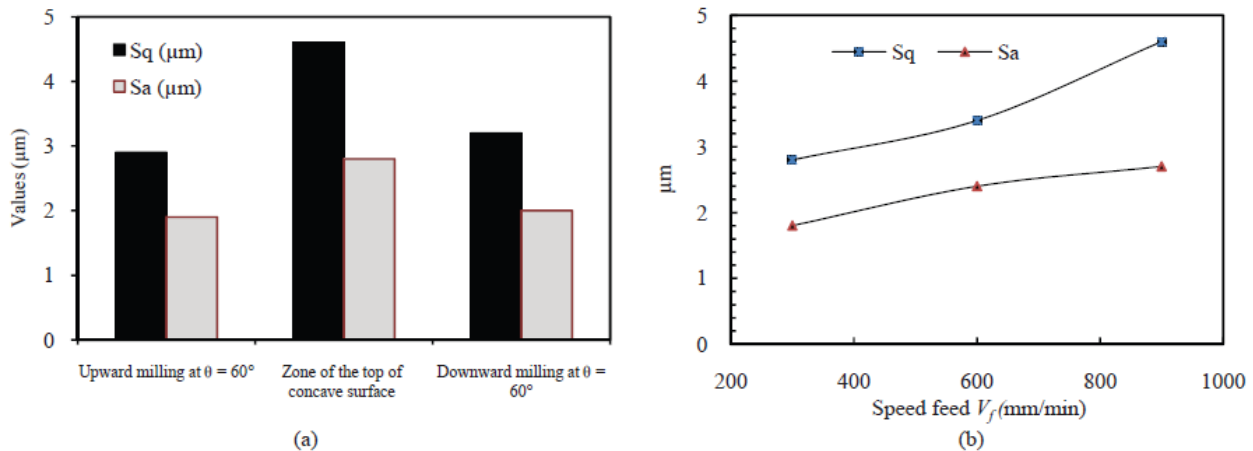 5
4
3
2
1
0
Values (µm)
Sq (µm)
Sa (µm)
Upward milling at θ = 60°
Zone of the top of
concave surface
Downward milling at θ =
60°
(a)
5
4
3
2
1
0
µm
Sq
Sa
200
400
600
800
1000
Speed feed Vf(mm/min)
(b)